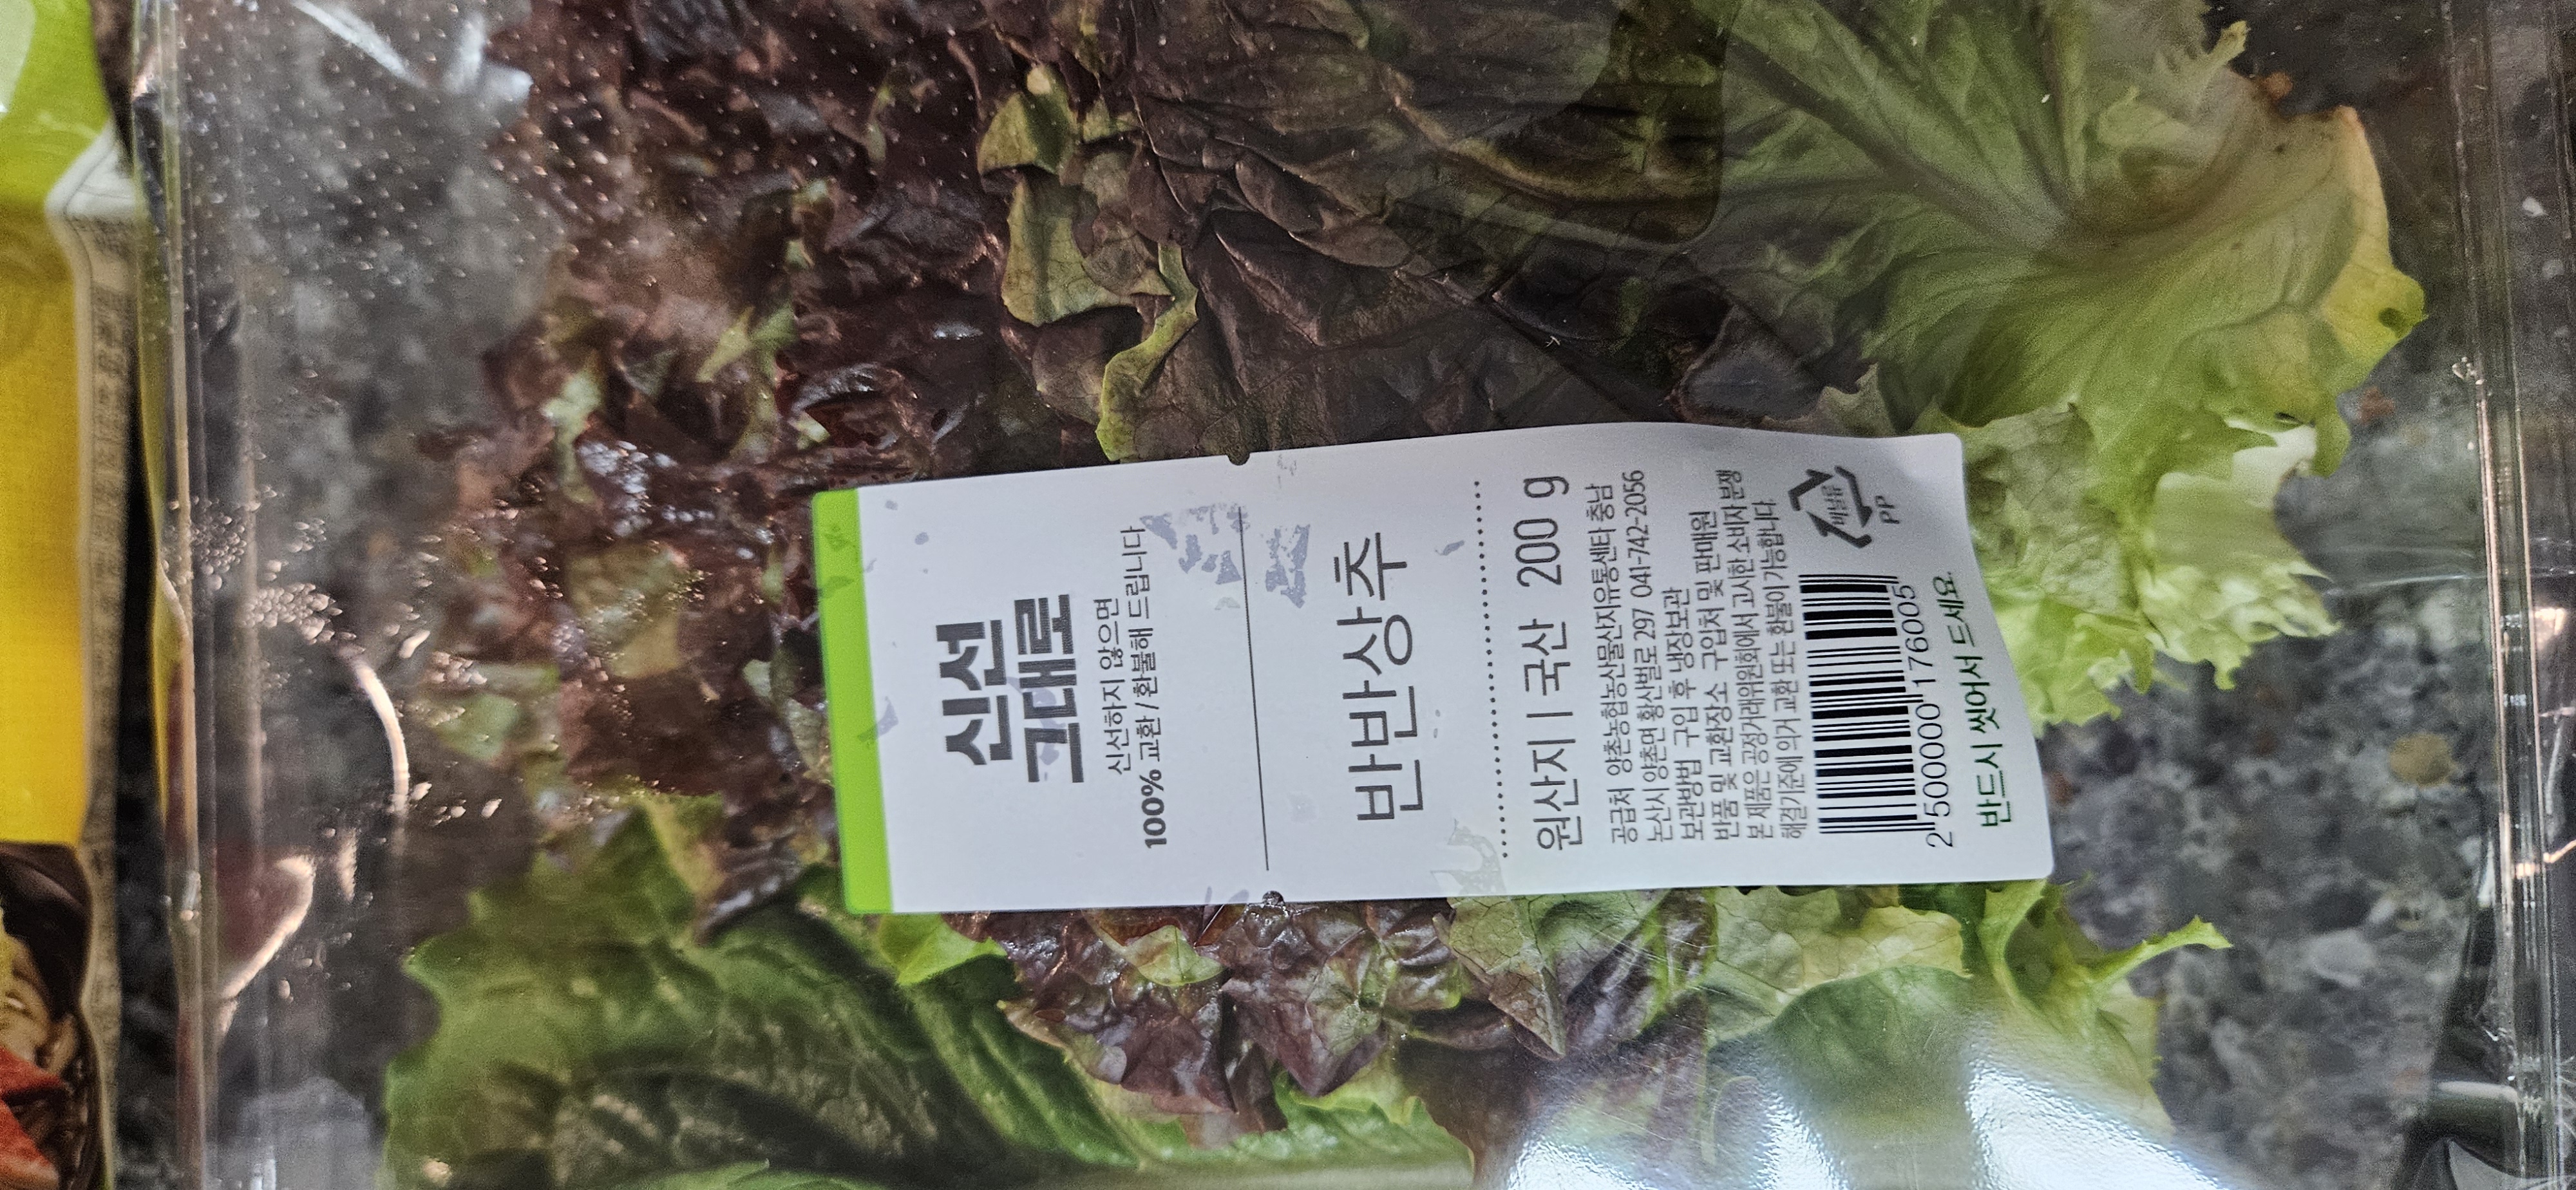 신선
그대로
신선하지 않으면
100% 교환 / 환불해 드립니다
반반상추
원산지 | 국산 200 g
공급처 양촌농협농산물산지유통센터 충남
논산시 양촌면 황산벌로 297 041-742-2056
보관방법 구입 후 냉장보관
반품 및 교환장소 구입처 및 판매원
본 제품은 공정거래위원회에서 고시한 소비자 분쟁
해결기준에 의거 교환 또는 환불이 가능합니다.
비닐류
PP
2 500000 176005
반드시 씻어서 드세요.